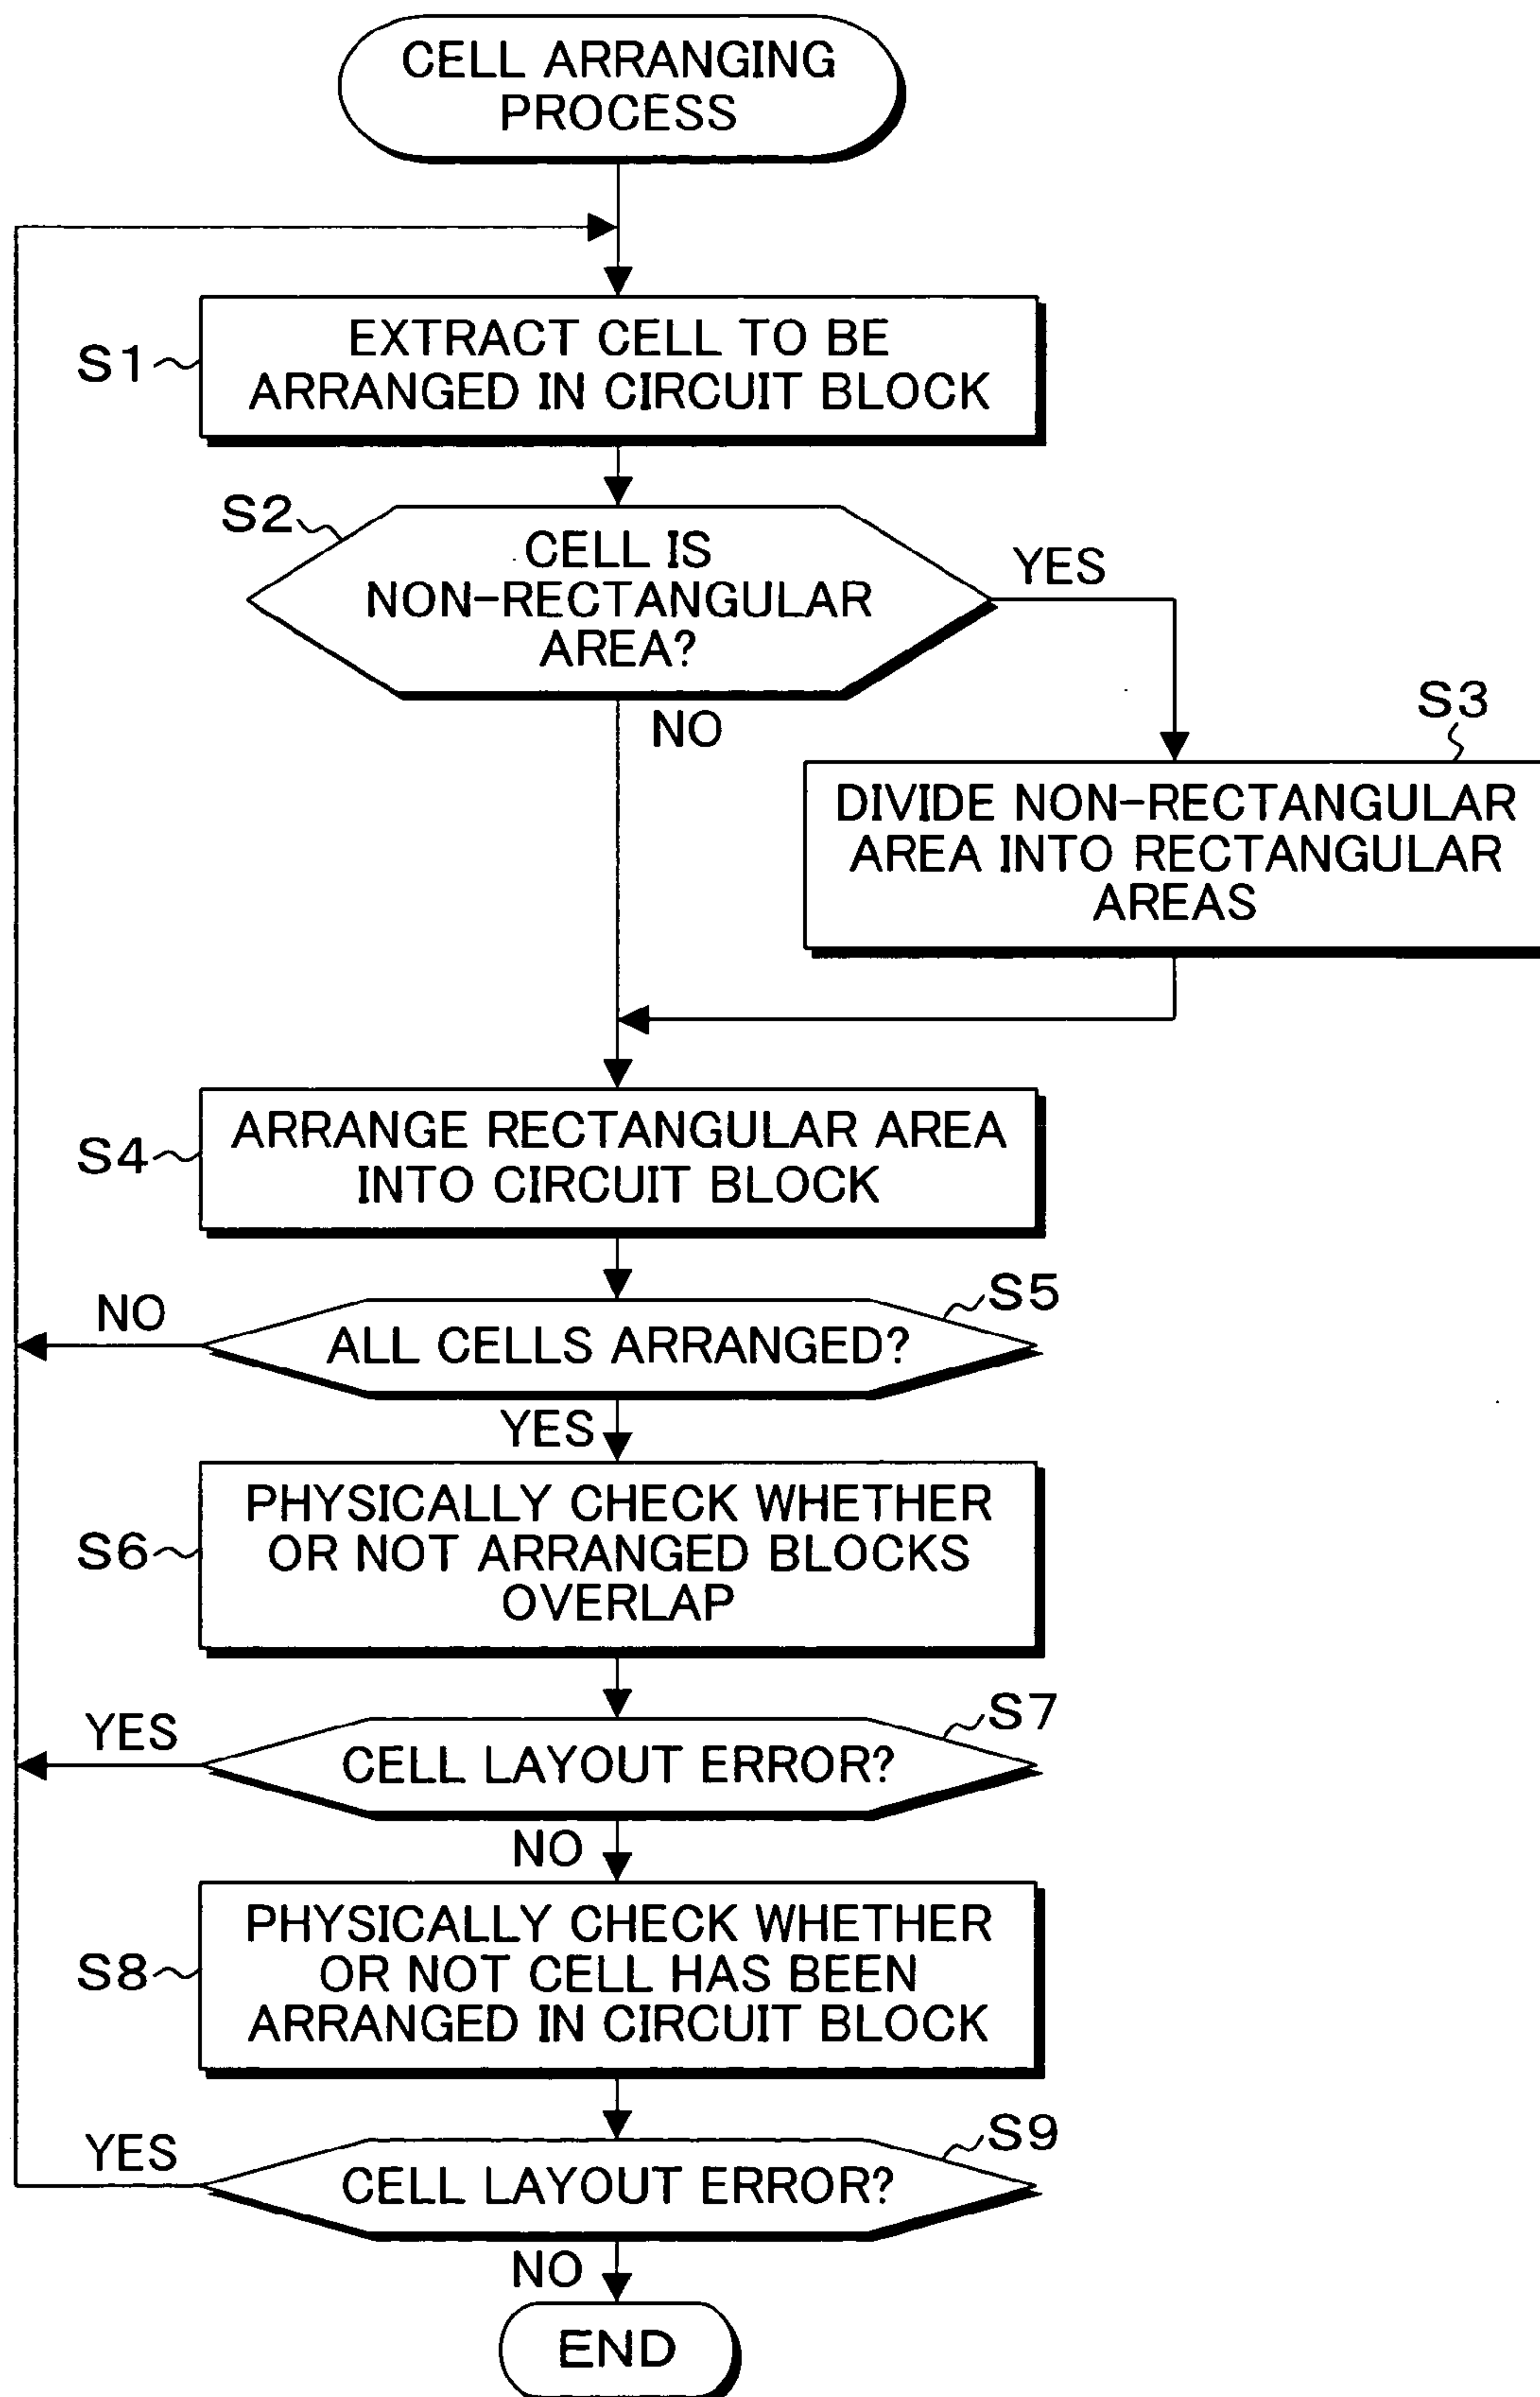 CELL ARRANGING
PROCESS
S1
EXTRACT CELL TO BE
ARRANGED IN CIRCUIT BLOCK
S2
CELL IS
NON-RECTANGULAR
AREA?
YES
NO
S3
DIVIDE NON-RECTANGULAR
AREA INTO RECTANGULAR
AREAS
S4
ARRANGE RECTANGULAR AREA
INTO CIRCUIT BLOCK
S5
NO
ALL CELLS ARRANGED?
YES
S6
PHYSICALLY CHECK WHETHER
OR NOT ARRANGED BLOCKS
OVERLAP
S7
YES
CELL LAYOUT ERROR?
NO
S8
PHYSICALLY CHECK WHETHER
OR NOT CELL HAS BEEN
ARRANGED IN CIRCUIT BLOCK
S9
YES
CELL LAYOUT ERROR?
NO
END